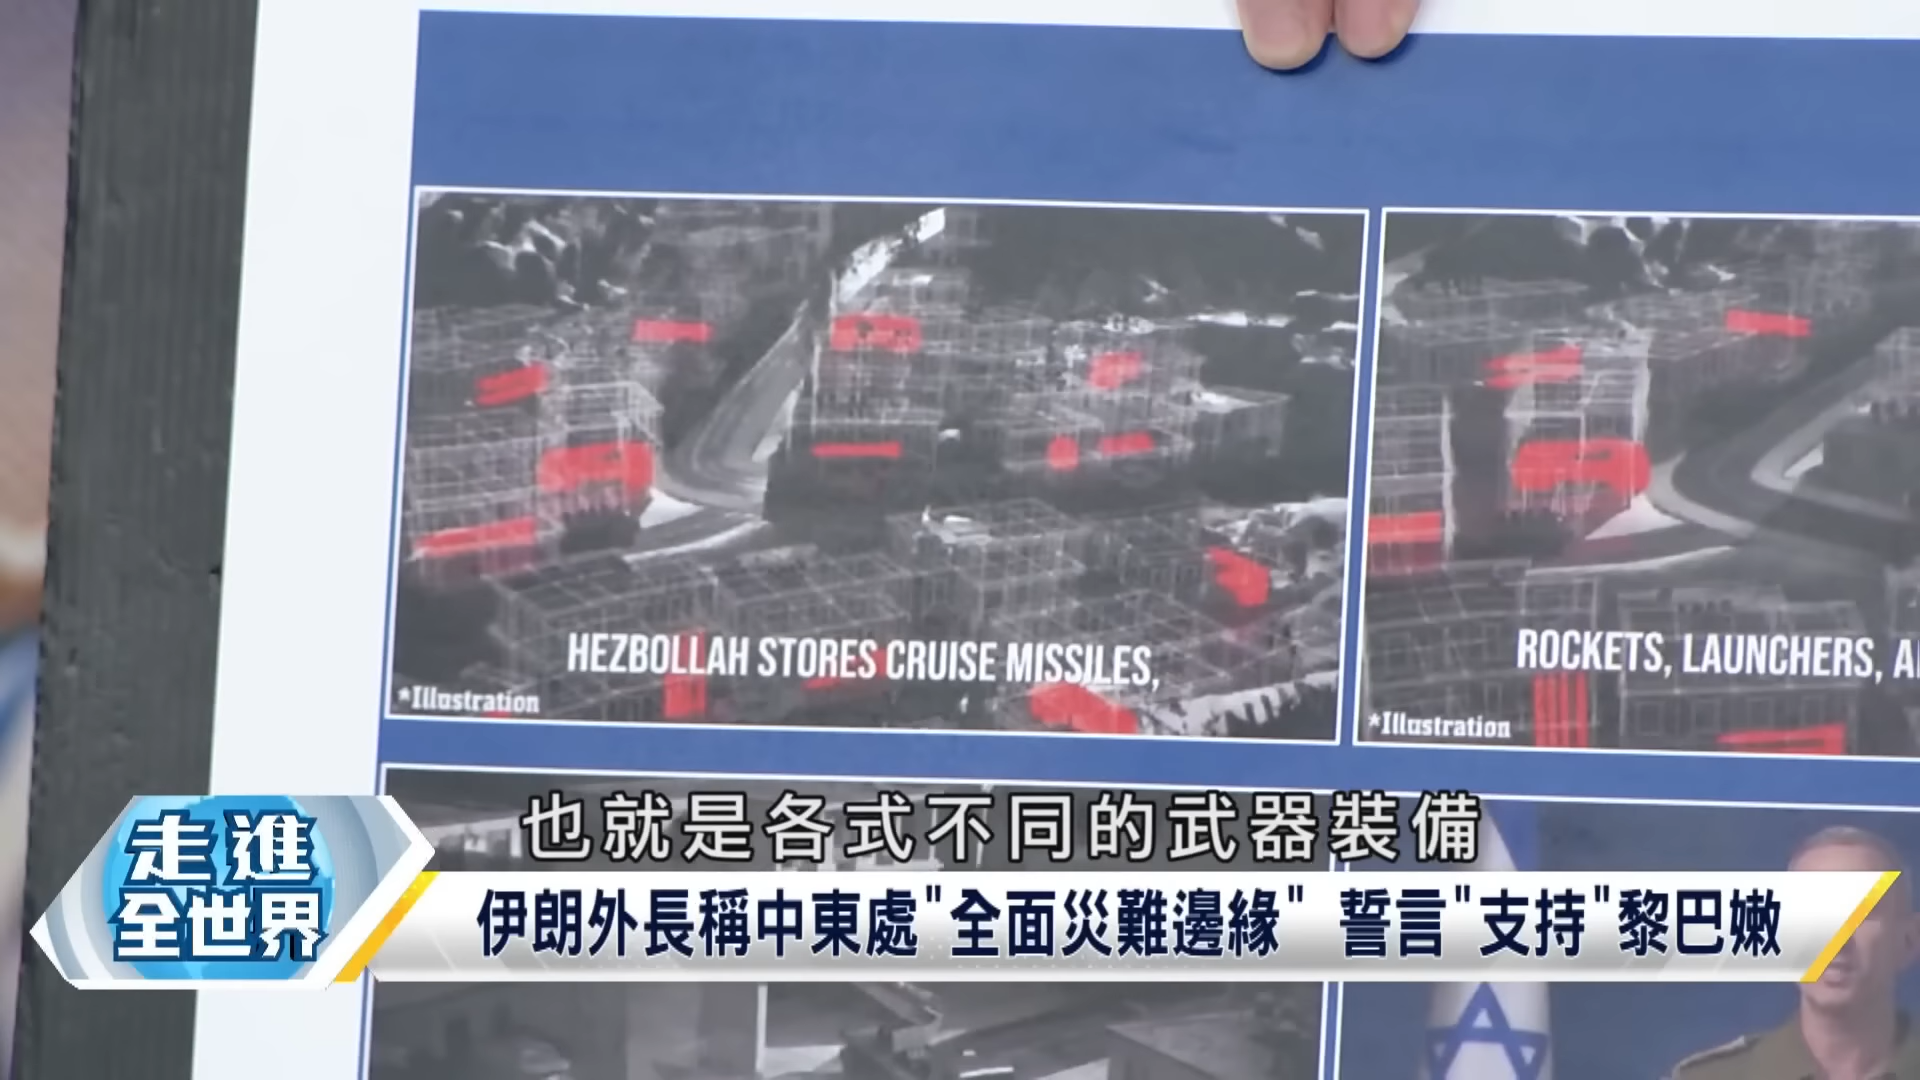 HEZBOLLAH STORES CRUISE MISSILES,
*Illustration
ROCKETS, LAUNCHERS, A
*Illustration
也就是各式不同的武器裝備
走進
全世界
伊朗外長稱中東處"全面災難邊緣" 誓言"支持"黎巴嫩